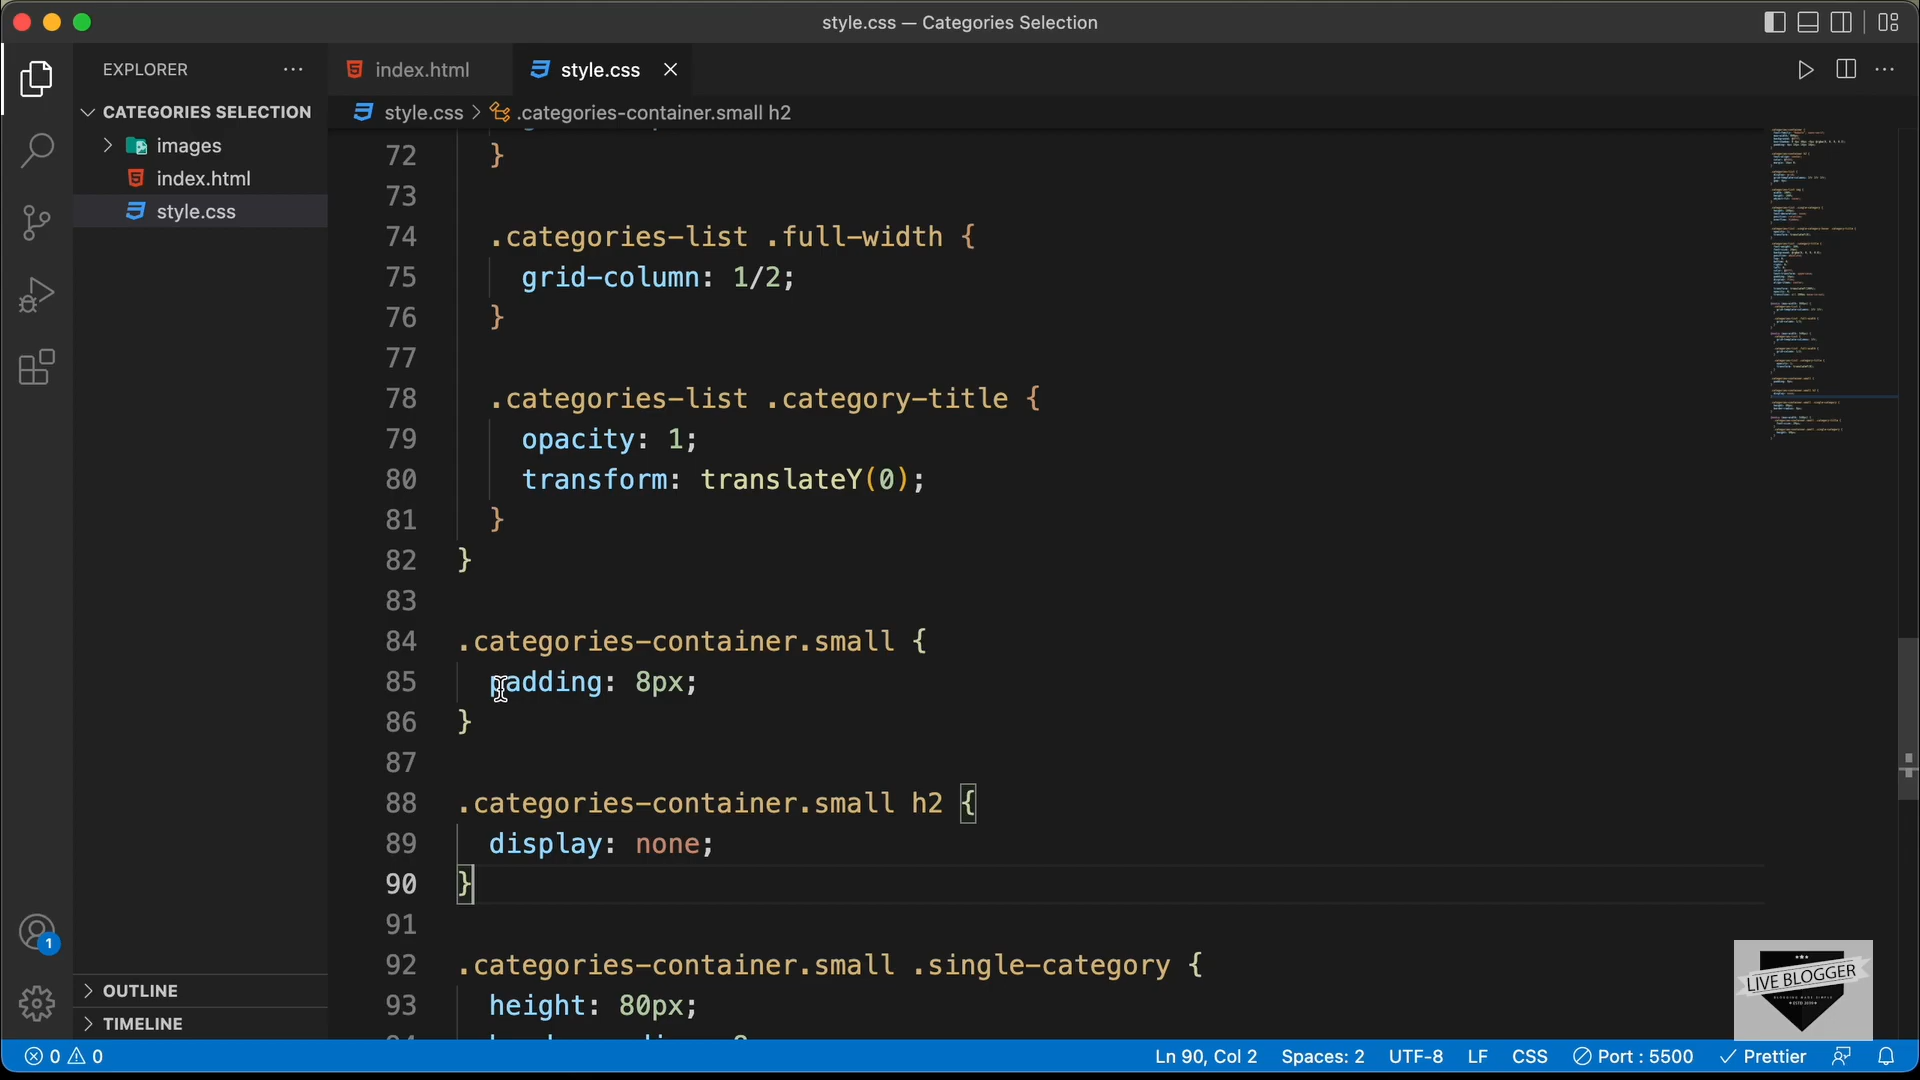 style.css — Categories Selection
EXPLORER
index.html
style.css
CATEGORIES SELECTION
style.css > .categories-container.small h2
images
index.html
style.css
72 }
73
74 .categories-list .full-width {
75 grid-column: 1/2;
76 }
77
78 .categories-list .category-title {
79 opacity: 1;
80 transform: translateY(0);
81 }
82 }
83
84 .categories-container.small {
85 padding: 8px;
86 }
87
88 .categories-container.small h2 {
89 display: none;
90 }
91
92 .categories-container.small .single-category {
93 height: 80px;
OUTLINE
TIMELINE
1
LIVE BLOGGER
0 0
Ln 90, Col 2 Spaces: 2 UTF-8 LF CSS Port : 5500 Prettier